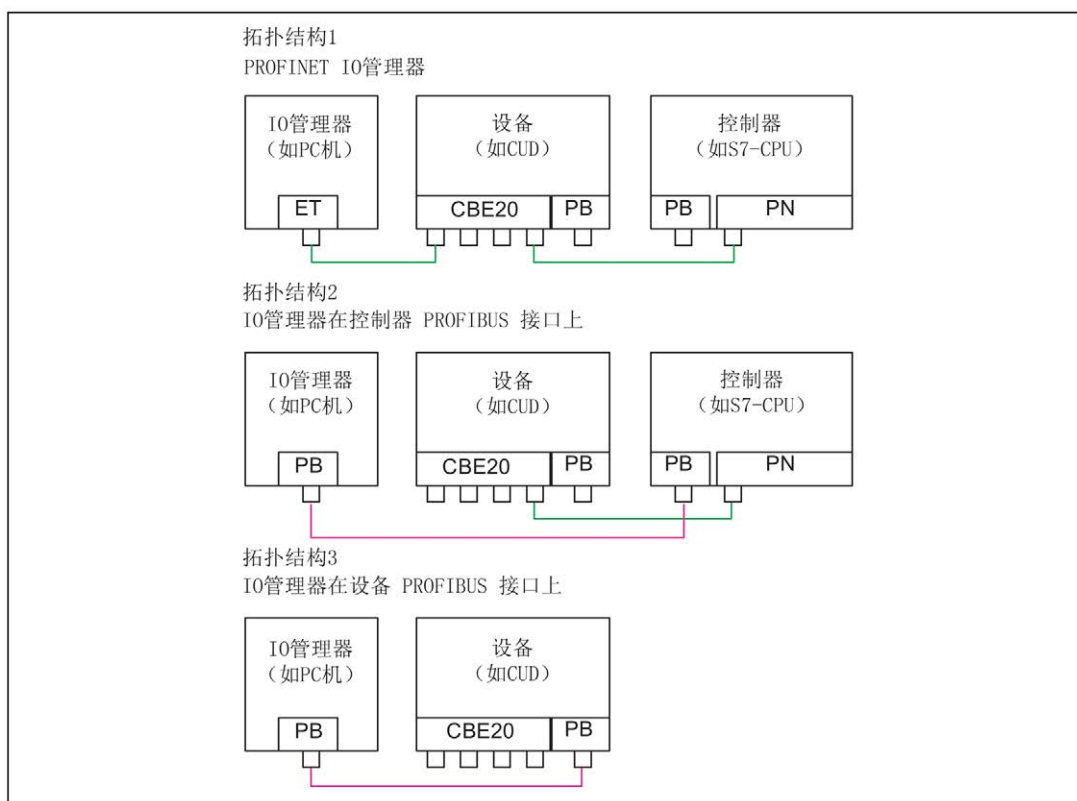 拓扑结构1
PROFINET IO管理器
IO管理器
（如PC机）
ET
设备
（如CUD）
CBE20
PB
控制器
（如S7-CPU）
PB
PN
拓扑结构2
IO管理器在控制器 PROFIBUS 接口上
IO管理器
（如PC机）
PB
设备
（如CUD）
CBE20
PB
控制器
（如S7-CPU）
PB
PN
拓扑结构3
IO管理器在设备 PROFIBUS 接口上
IO管理器
（如PC机）
PB
设备
（如CUD）
CBE20
PB